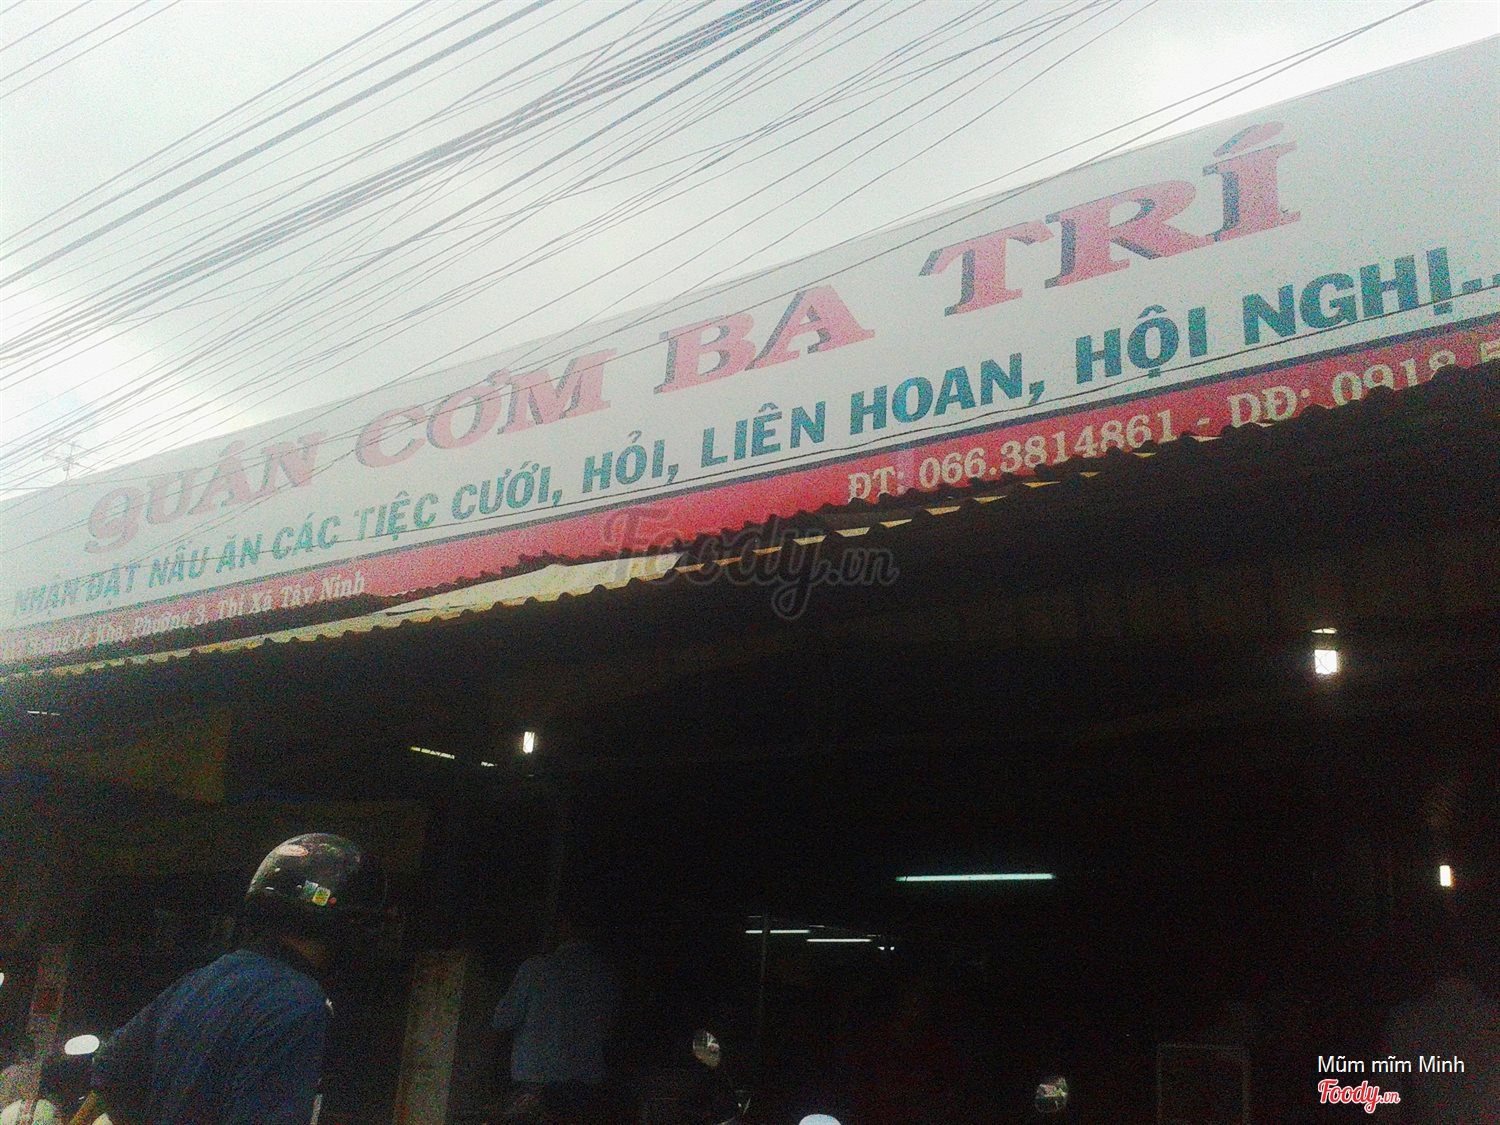 QUÁN CƠM BA TRÍ
NHẬN ĐẶT NẤU ĂN CÁC TIỆC CƯỚI, HỎI, LIÊN HOAN, HỘI NGHỊ...
ĐT: 066.3814861 - DĐ: 0918
Phường 3, Thị Xã Tây Ninh
Foody.vn
Mũm mĩm Minh
Foody.vn